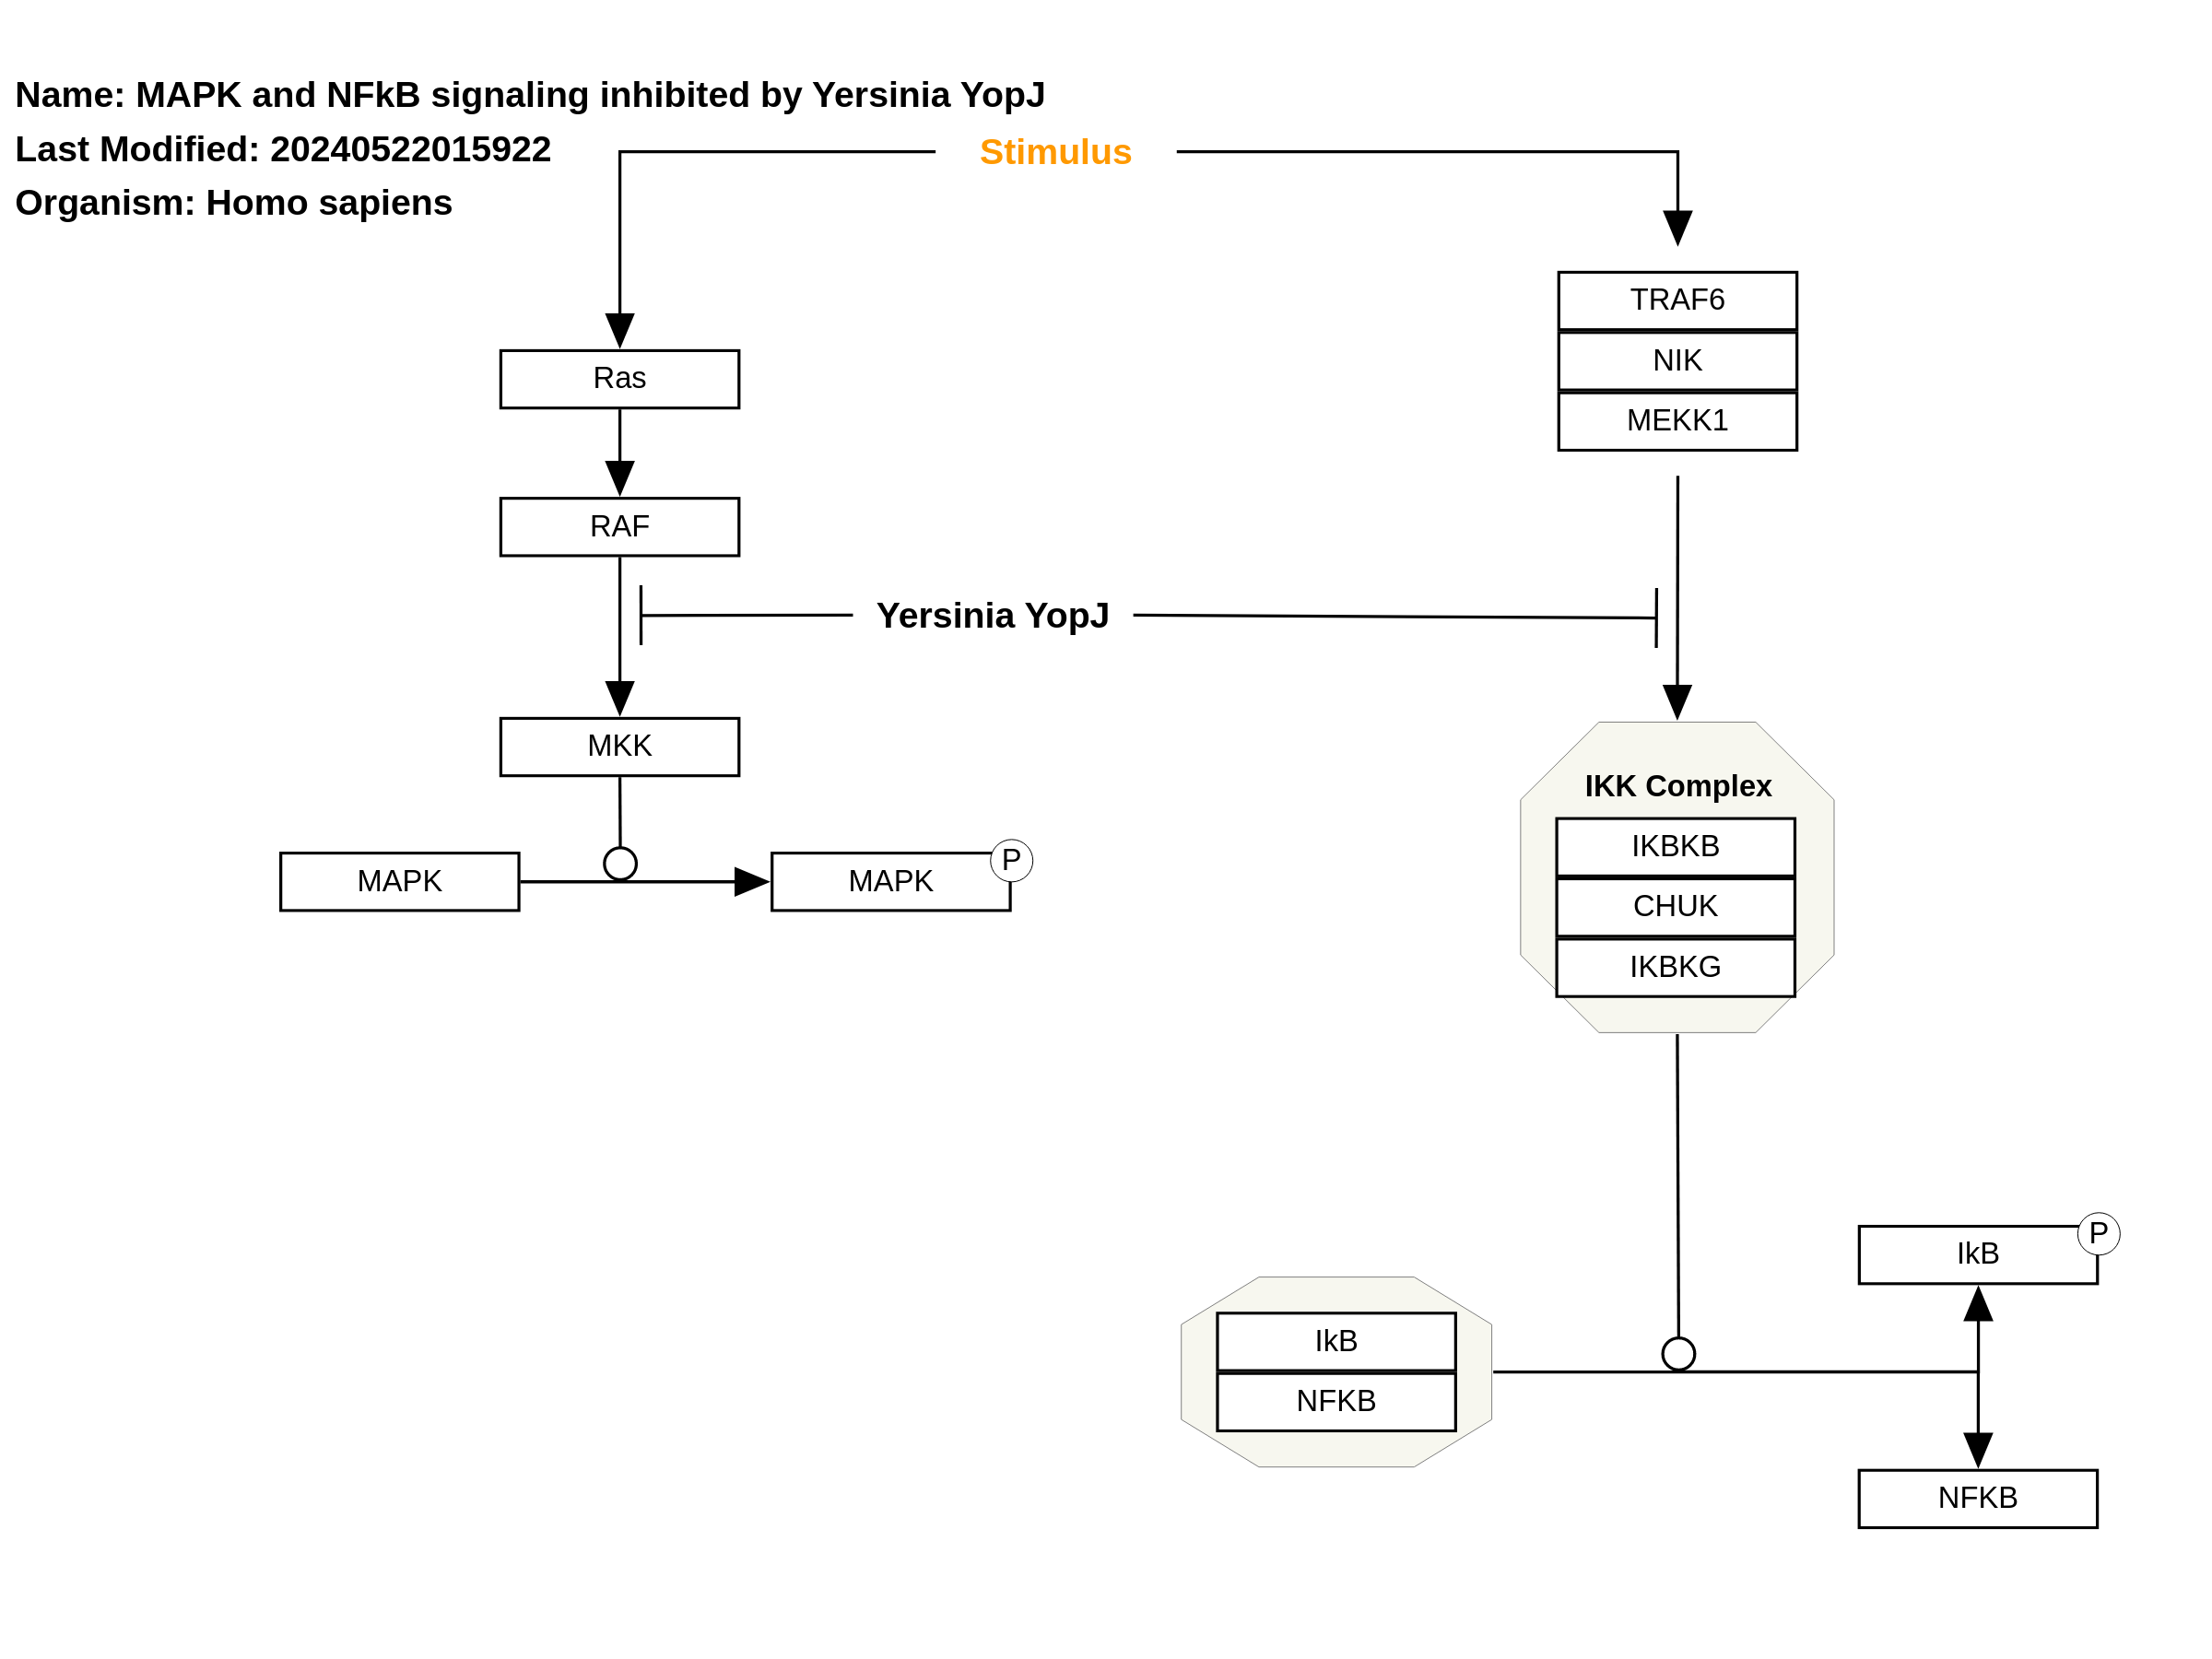 Name: MAPK and NFkB signaling inhibited by Yersinia YopJ
Last Modified: 20240522015922
Organism: Homo sapiens
Stimulus
TRAF6
NIK
MEKK1
Ras
RAF
Yersinia YopJ
MKK
IKK Complex
IKBKB
CHUK
IKBKG
MAPK
MAPK
P
IkB
P
IkB
NFKB
NFKB